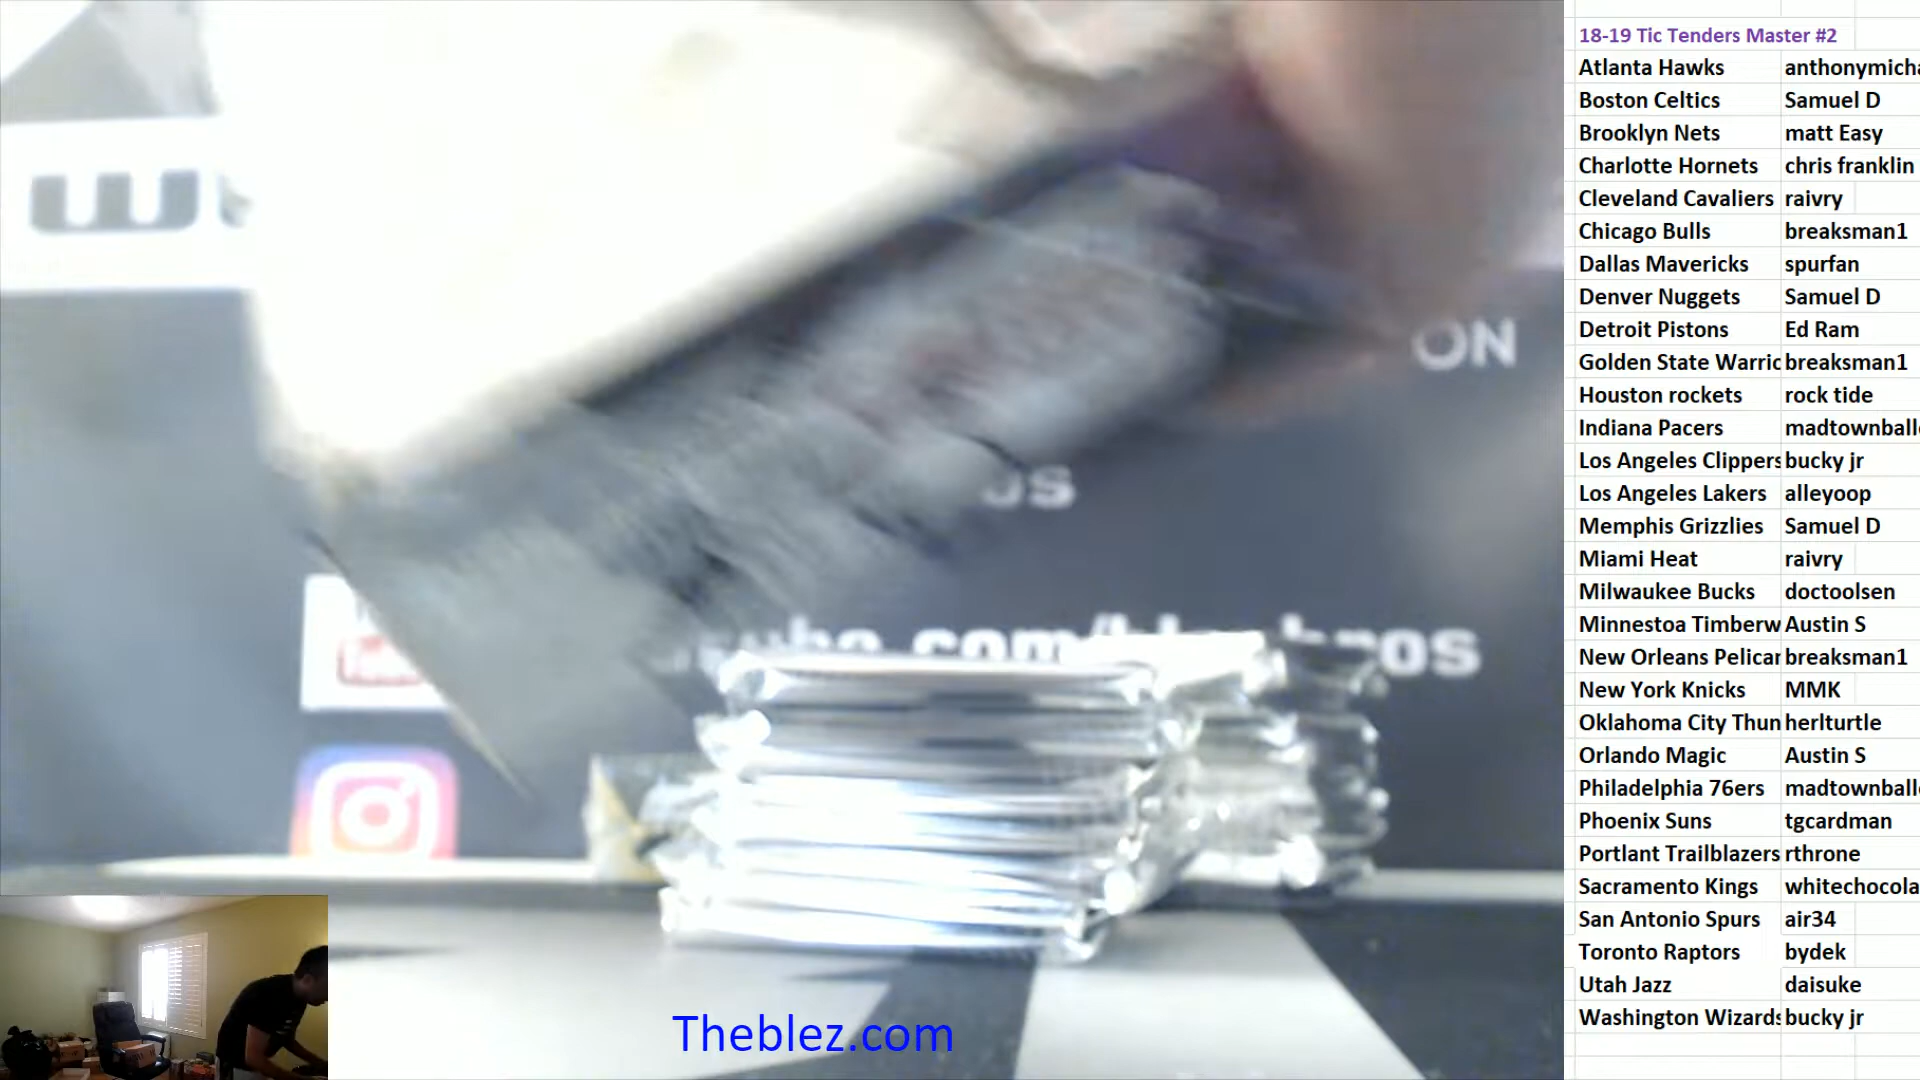 18-19 Tic Tenders Master #2
Atlanta Hawks anthonymicha
Boston Celtics Samuel D
Brooklyn Nets matt Easy
Charlotte Hornets chris franklin
Cleveland Cavaliers raivry
Chicago Bulls breaksman1
Dallas Mavericks spurfan
Denver Nuggets Samuel D
Detroit Pistons Ed Ram
Golden State Warric breaksman1
Houston rockets rock tide
Indiana Pacers madtownballe
Los Angeles Clippers bucky jr
Los Angeles Lakers alleyoop
Memphis Grizzlies Samuel D
Miami Heat raivry
Milwaukee Bucks doctoolsen
Minnestoa Timberw Austin S
New Orleans Pelican breaksman1
New York Knicks MMK
Oklahoma City Thun herlturtle
Orlando Magic Austin S
Philadelphia 76ers madtownballe
Phoenix Suns tgcardman
Portlant Trailblazers rthrone
Sacramento Kings whitechocola
San Antonio Spurs air34
Toronto Raptors bydek
Utah Jazz daisuke
Washington Wizards bucky jr
ON
Theblez.com